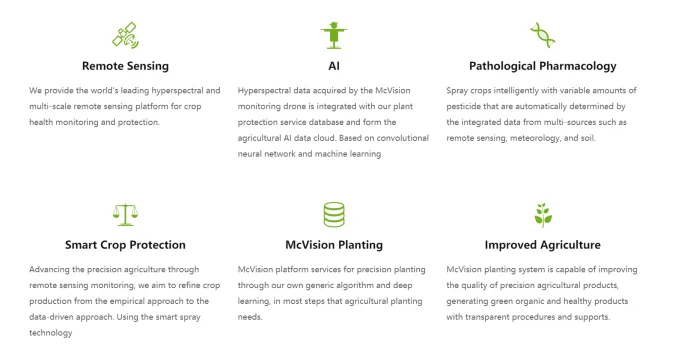 Remote Sensing
We provide the world's leading hyperspectral and
multi-scale remote sensing platform for crop
health monitoring and protection.
AI
Hyperspectral data acquired by the McVision
monitoring drone is integrated with our plant
protection service database and form the
agricultural AI data cloud. Based on convolutional
neural network and machine learning
Pathological Pharmacology
Spray crops intelligently with variable amounts of
pesticide that are automatically determined by
the integrated data from multi-sources such as
remote sensing, meteorology, and soil.
Smart Crop Protection
Advancing the precision agriculture through
remote sensing monitoring, we aim to refine crop
production from the empirical approach to the
data-driven approach. Using the smart spray
technology
McVision Planting
McVision platform services for precision planting
through our own generic algorithm and deep
learning, in most steps that agricultural planting
needs.
Improved Agriculture
McVision planting system is capable of improving
the quality of precision agricultural products,
generating green organic and healthy products
with transparent procedures and supports.